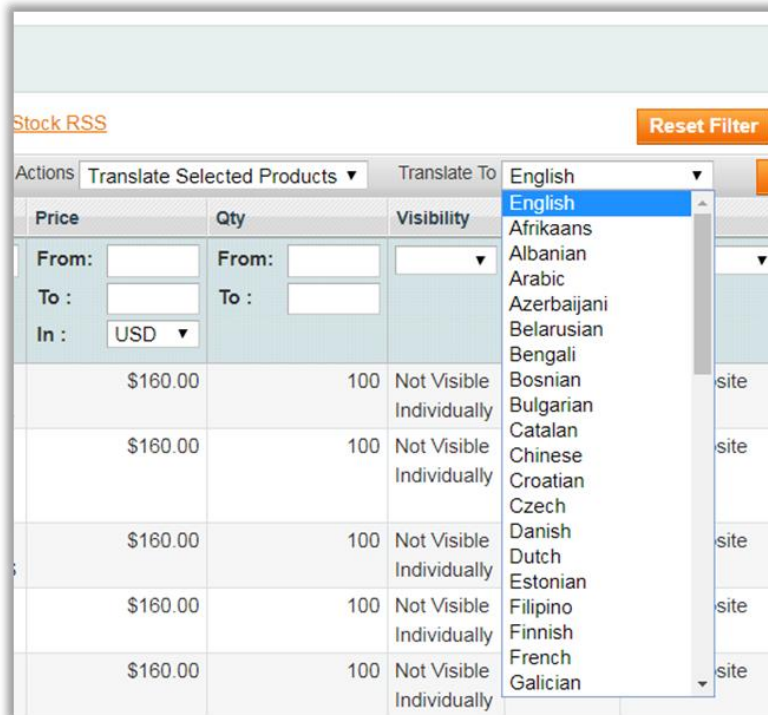 Stock RSS
Reset Filter
Actions Translate Selected Products Translate To English
Price Qty Visibility
From: From:
To : To :
In : USD
English
Afrikaans
Albanian
Arabic
Azerbaijani
Belarusian
Bengali
Bosnian
Bulgarian
Catalan
Chinese
Croatian
Czech
Danish
Dutch
Estonian
Filipino
Finnish
French
Galician
$160.00 100 Not Visible
Individually
$160.00 100 Not Visible
Individually
$160.00 100 Not Visible
Individually
$160.00 100 Not Visible
Individually
$160.00 100 Not Visible
Individually